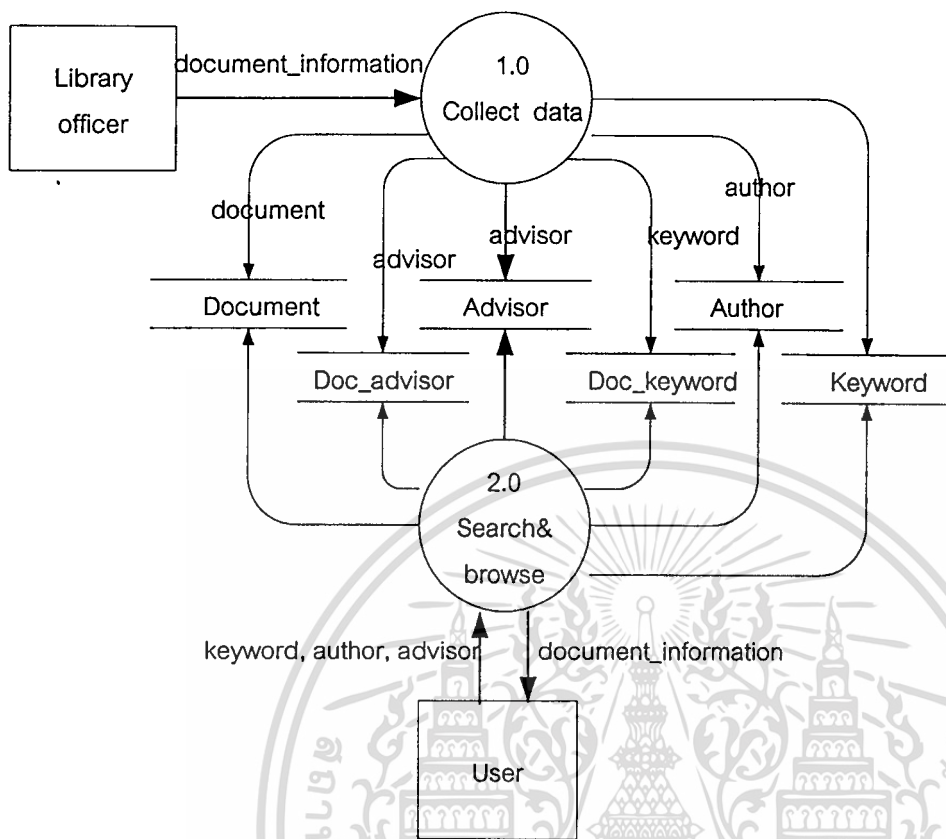 Library
officer
document_information
1.0
Collect data
document
advisor
advisor
keyword
author
Document
Advisor
Author
Doc_advisor
Doc_keyword
Keyword
2.0
Search&
browse
keyword, author, advisor
document_information
User